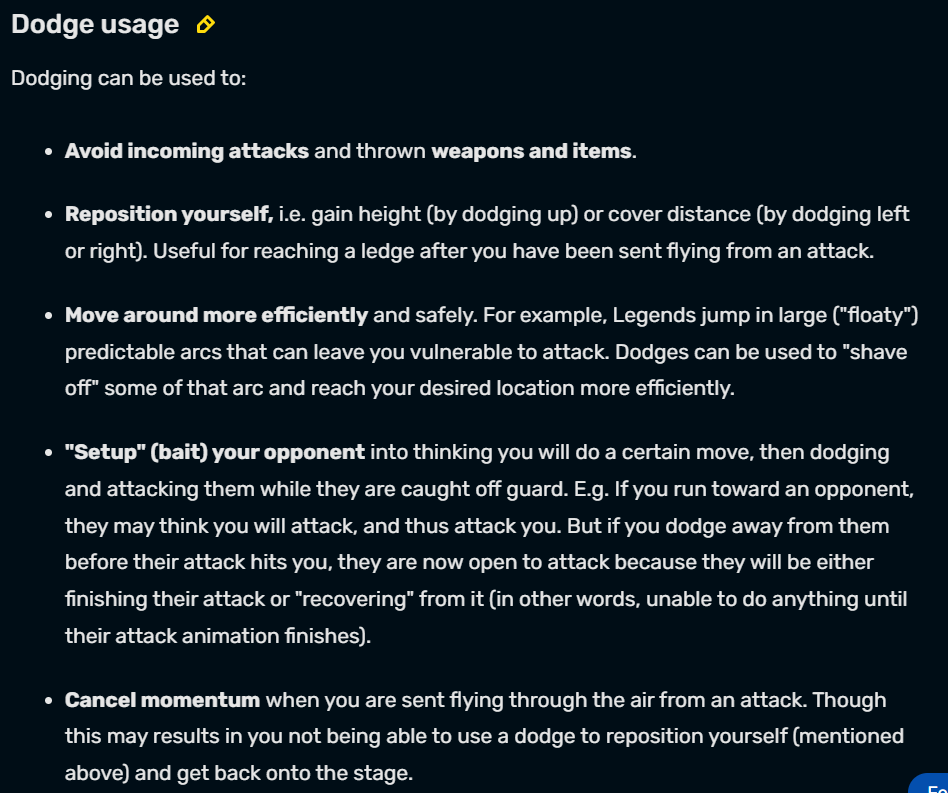 Dodge usage
Dodging can be used to:
• Avoid incoming attacks and thrown weapons and items.
• Reposition yourself, i.e. gain height (by dodging up) or cover distance (by dodging left
or right). Useful for reaching a ledge after you have been sent flying from an attack.
• Move around more efficiently and safely. For example, Legends jump in large ("floaty")
predictable arcs that can leave you vulnerable to attack. Dodges can be used to "shave
off" some of that arc and reach your desired location more efficiently.
• "Setup" (bait) your opponent into thinking you will do a certain move, then dodging
and attacking them while they are caught off guard. E.g. If you run toward an opponent,
they may think you will attack, and thus attack you. But if you dodge away from them
before their attack hits you, they are now open to attack because they will be either
finishing their attack or "recovering" from it (in other words, unable to do anything until
their attack animation finishes).
• Cancel momentum when you are sent flying through the air from an attack. Though
this may results in you not being able to use a dodge to reposition yourself (mentioned
above) and get back onto the stage.